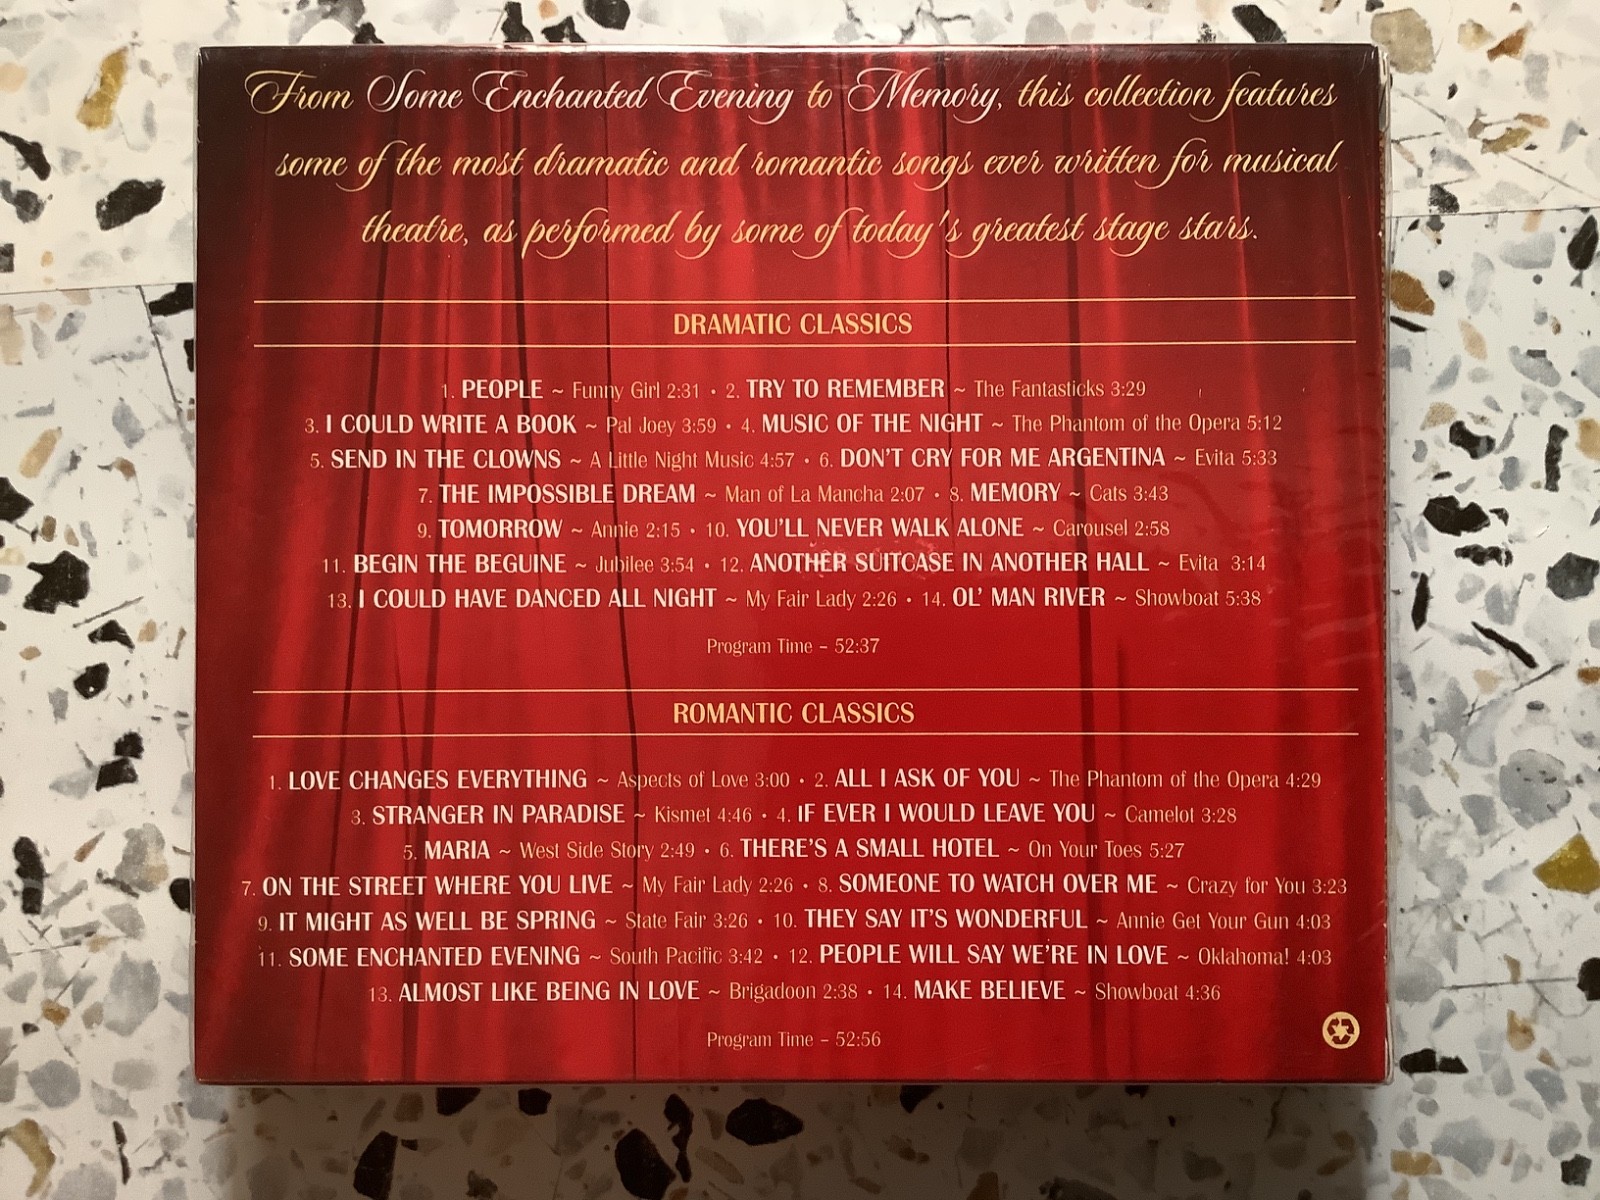 From Some Enchanted Evening to Memory, this collection features
some of the most dramatic and romantic songs ever written for musical
theatre, as performed by some of today's greatest stage stars.
DRAMATIC CLASSICS
1. PEOPLE ~ Funny Girl 2:31 • 2. TRY TO REMEMBER ~ The Fantasticks 3:29
3. I COULD WRITE A BOOK ~ Pal Joey 3:59 • 4. MUSIC OF THE NIGHT ~ The Phantom of the Opera 5:12
5. SEND IN THE CLOWNS ~ A Little Night Music 4:57 • 6. DON'T CRY FOR ME ARGENTINA ~ Evita 5:33
7. THE IMPOSSIBLE DREAM ~ Man of La Mancha 2:07 • 8. MEMORY ~ Cats 3:43
9. TOMORROW ~ Annie 2:15 • 10. YOU'LL NEVER WALK ALONE ~ Carousel 2:58
11. BEGIN THE BEGUINE ~ Jubilee 3:54 • 12. ANOTHER SUITCASE IN ANOTHER HALL ~ Evita 3:14
13. I COULD HAVE DANCED ALL NIGHT ~ My Fair Lady 2:26 • 14. OL' MAN RIVER ~ Showboat 5:38
Program Time – 52:37
ROMANTIC CLASSICS
1. LOVE CHANGES EVERYTHING ~ Aspects of Love 3:00 • 2. ALL I ASK OF YOU ~ The Phantom of the Opera 4:29
3. STRANGER IN PARADISE ~ Kismet 4:46 • 4. IF EVER I WOULD LEAVE YOU ~ Camelot 3:28
5. MARIA ~ West Side Story 2:49 • 6. THERE'S A SMALL HOTEL ~ On Your Toes 5:27
7. ON THE STREET WHERE YOU LIVE ~ My Fair Lady 2:26 • 8. SOMEONE TO WATCH OVER ME ~ Crazy for You 3:23
9. IT MIGHT AS WELL BE SPRING ~ State Fair 3:26 • 10. THEY SAY IT'S WONDERFUL ~ Annie Get Your Gun 4:03
11. SOME ENCHANTED EVENING ~ South Pacific 3:42 • 12. PEOPLE WILL SAY WE'RE IN LOVE ~ Oklahoma! 4:03
13. ALMOST LIKE BEING IN LOVE ~ Brigadoon 2:38 • 14. MAKE BELIEVE ~ Showboat 4:36
Program Time – 52:56